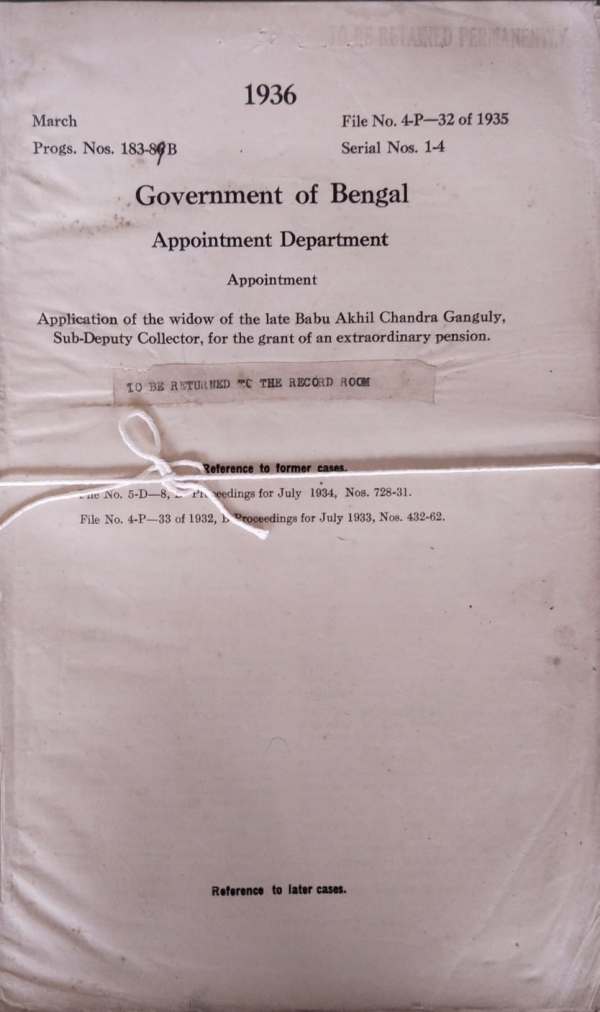 TO BE RETAINED PERMANENTLY
1936
March
File No. 4-P—32 of 1935
Progs. Nos. 183-89B
Serial Nos. 1-4
Government of Bengal
Appointment Department
Appointment
Application of the widow of the late Babu Akhil Chandra Ganguly,
Sub-Deputy Collector, for the grant of an extraordinary pension.
TO BE RETURNED TO THE RECORD ROOM
Reference to former cases.
File No. 5-D—8, Proceedings for July 1934, Nos. 728-31.
File No. 4-P—33 of 1932, B Proceedings for July 1933, Nos. 432-62.
Reference to later cases.